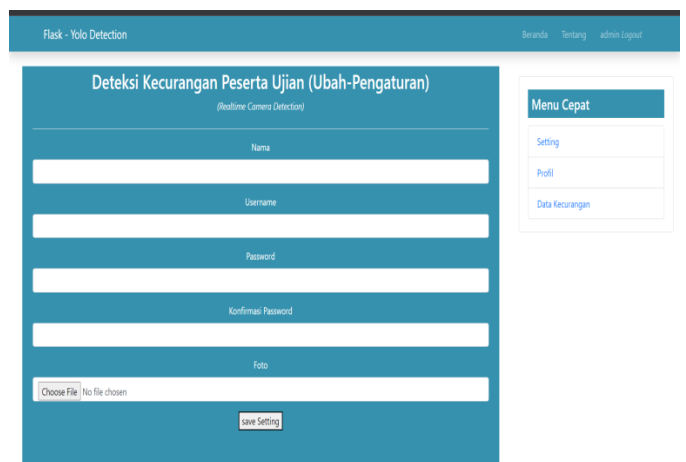 Flask - Yolo Detection
Beranda Tentang admin Logout
Deteksi Kecurangan Peserta Ujian (Ubah-Pengaturan)
(Realtime Camera Detection)
Nama
Username
Password
Konfirmasi Password
Foto
Choose File No file chosen
save Setting
Menu Cepat
Setting
Profil
Data Kecurangan